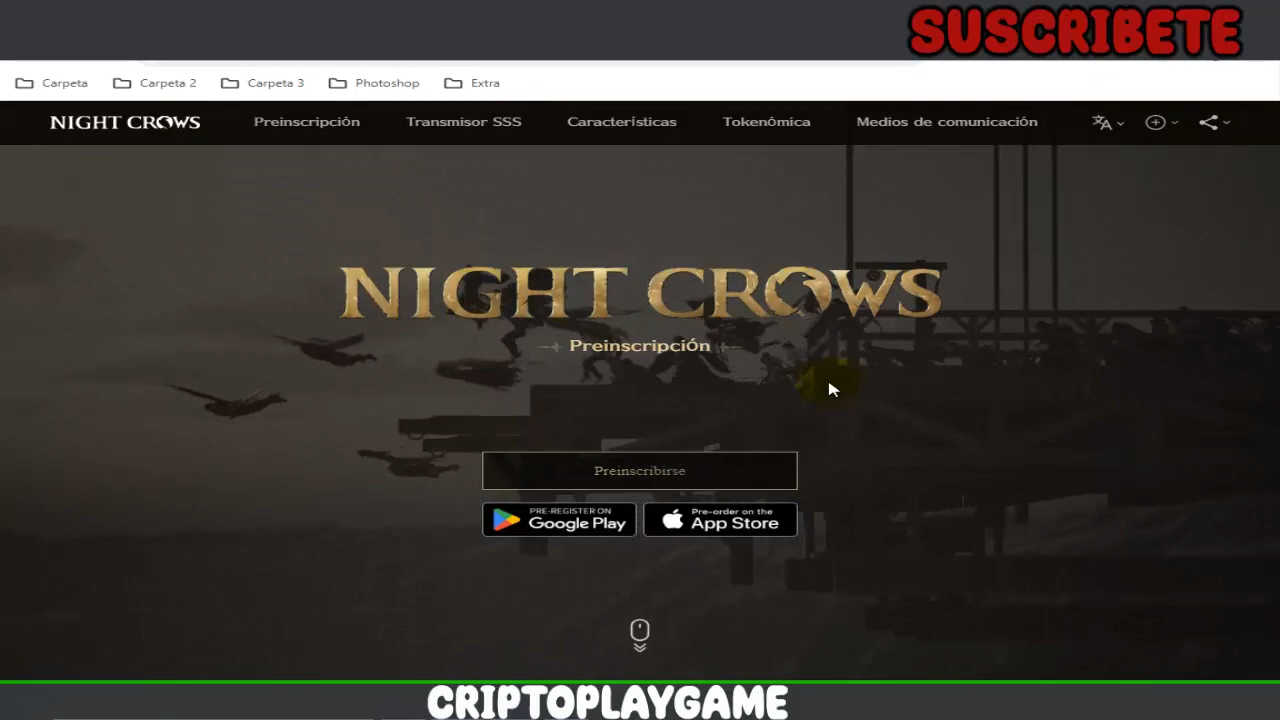 SUSCRIBETE
Carpeta Carpeta 2 Carpeta 3 Photoshop Extra
NIGHT CROWS Preinscripción Transmisor SSS Características Tokenômica Medios de comunicación
NIGHT CROWS
Preinscripción
Preinscribirse
PRE-REGISTER ON Pre-order on the
Google Play App Store
CRIPTOPLAYGAME